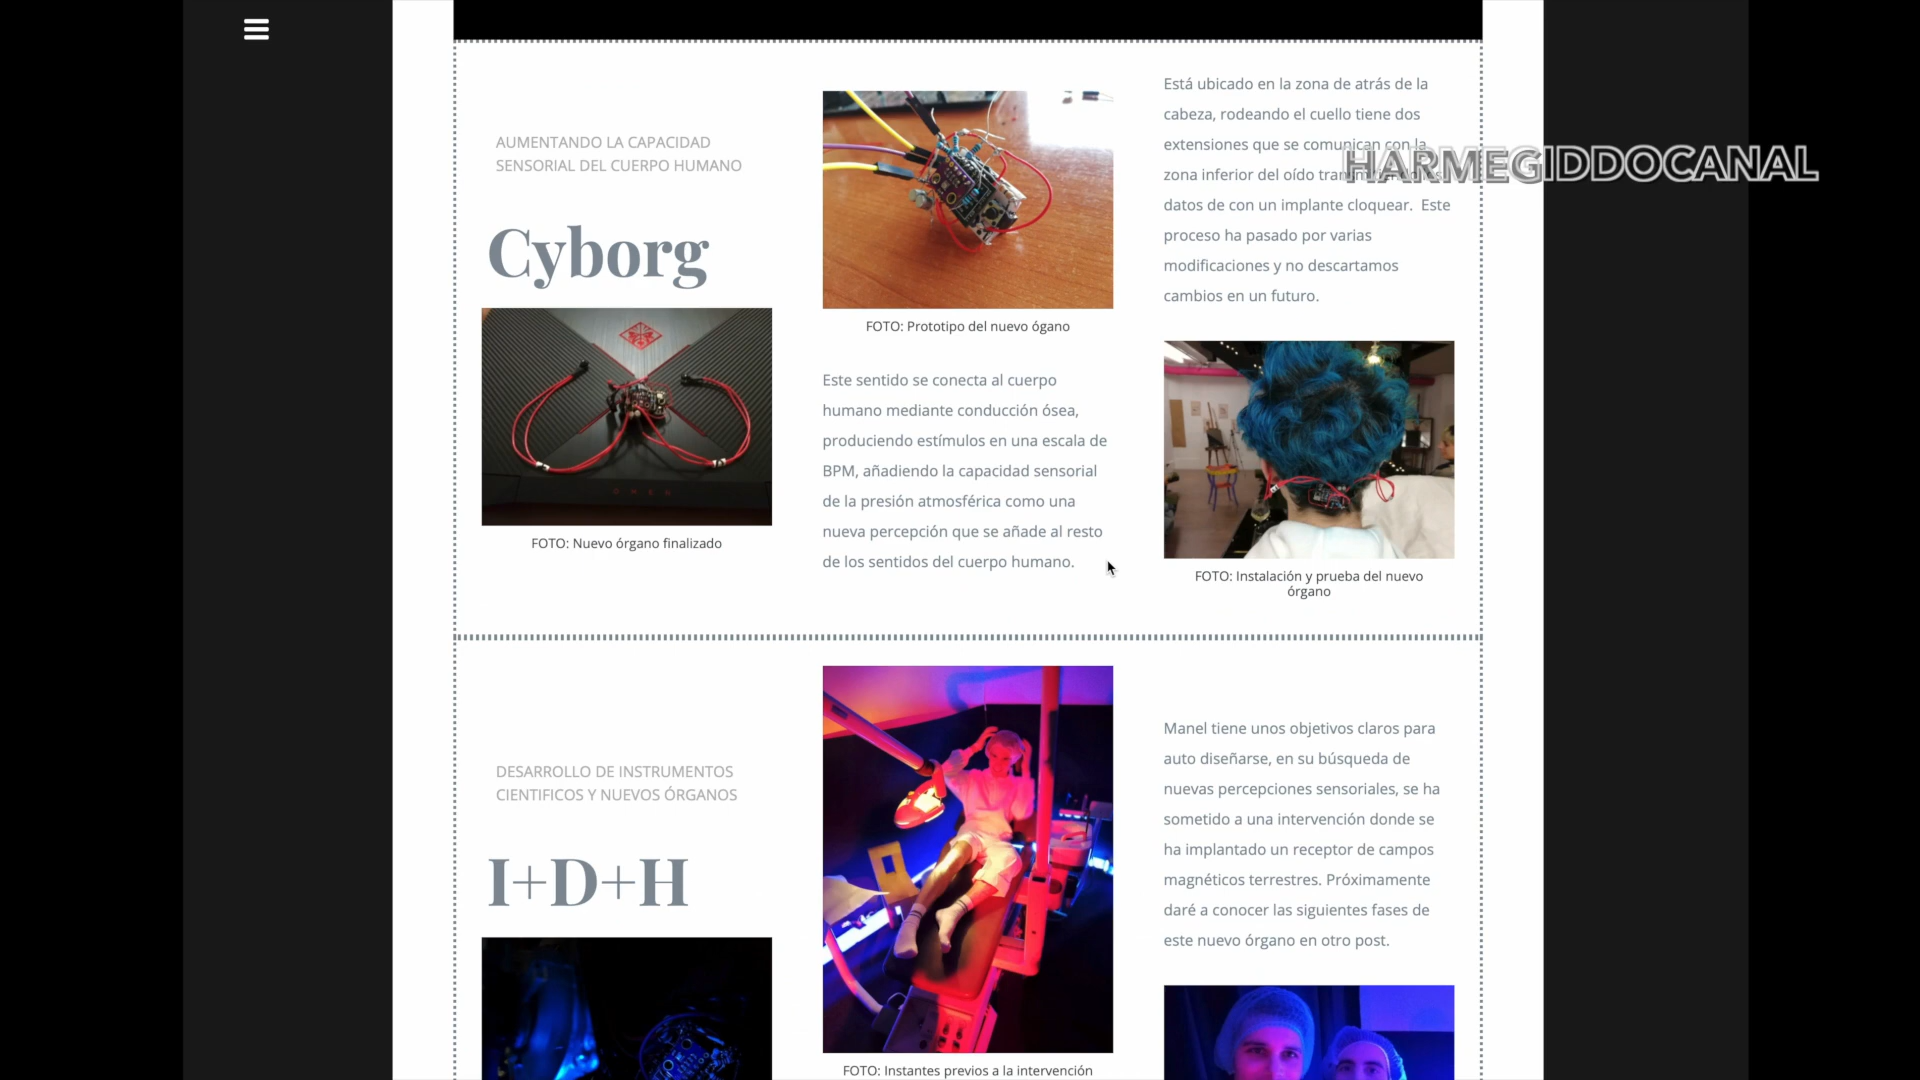 AUMENTANDO LA CAPACIDAD
SENSORIAL DEL CUERPO HUMANO
Cyborg
FOTO: Nuevo órgano finalizado
FOTO: Prototipo del nuevo ógano
Este sentido se conecta al cuerpo
humano mediante conducción ósea,
produciendo estímulos en una escala de
BPM, añadiendo la capacidad sensorial
de la presión atmosférica como una
nueva percepción que se añade al resto
de los sentidos del cuerpo humano.
Está ubicado en la zona de atrás de la
cabeza, rodeando el cuello tiene dos
extensiones que se comunican con la
zona inferior del oído
datos de con un implante cloquear. Este
proceso ha pasado por varias
modificaciones y no descartamos
cambios en un futuro.
HARMEGIDDOCANAL
FOTO: Instalación y prueba del nuevo
órgano
DESARROLLO DE INSTRUMENTOS
CIENTIFICOS Y NUEVOS ÓRGANOS
I+D+H
FOTO: Instantes previos a la intervención
Manel tiene unos objetivos claros para
auto diseñarse, en su búsqueda de
nuevas percepciones sensoriales, se ha
sometido a una intervención donde se
ha implantado un receptor de campos
magnéticos terrestres. Próximamente
daré a conocer las siguientes fases de
este nuevo órgano en otro post.